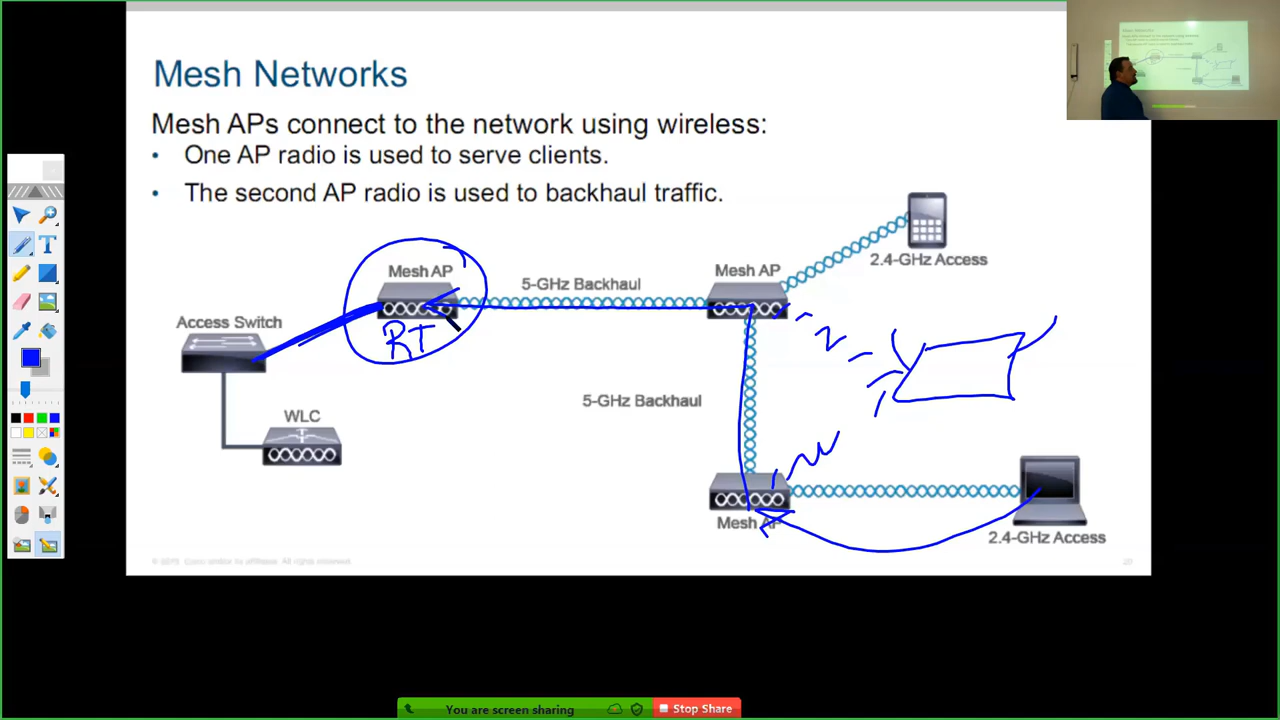 Mesh Networks
Mesh APs connect to the network using wireless:
• One AP radio is used to serve clients.
• The second AP radio is used to backhaul traffic.
2.4-GHz Access
Mesh AP
5-GHz Backhaul
Mesh AP
Access Switch
RT
5-GHz Backhaul
WLC
Mesh AP
2.4-GHz Access
You are screen sharing
Stop Share